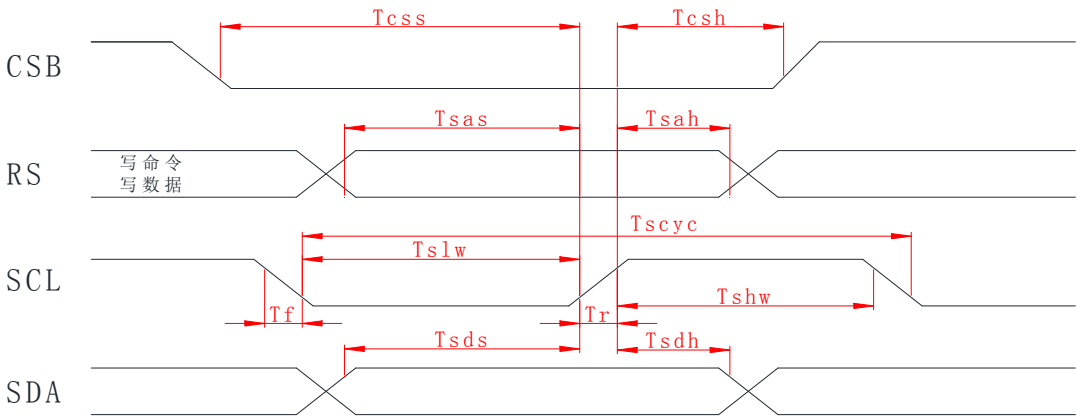 Tcss
Tcsh
CSB
Tsas
Tsah
RS
写命令
写数据
Tscyc
Tslw
SCL
Tshw
Tf
Tr
Tsds
Tsdh
SDA